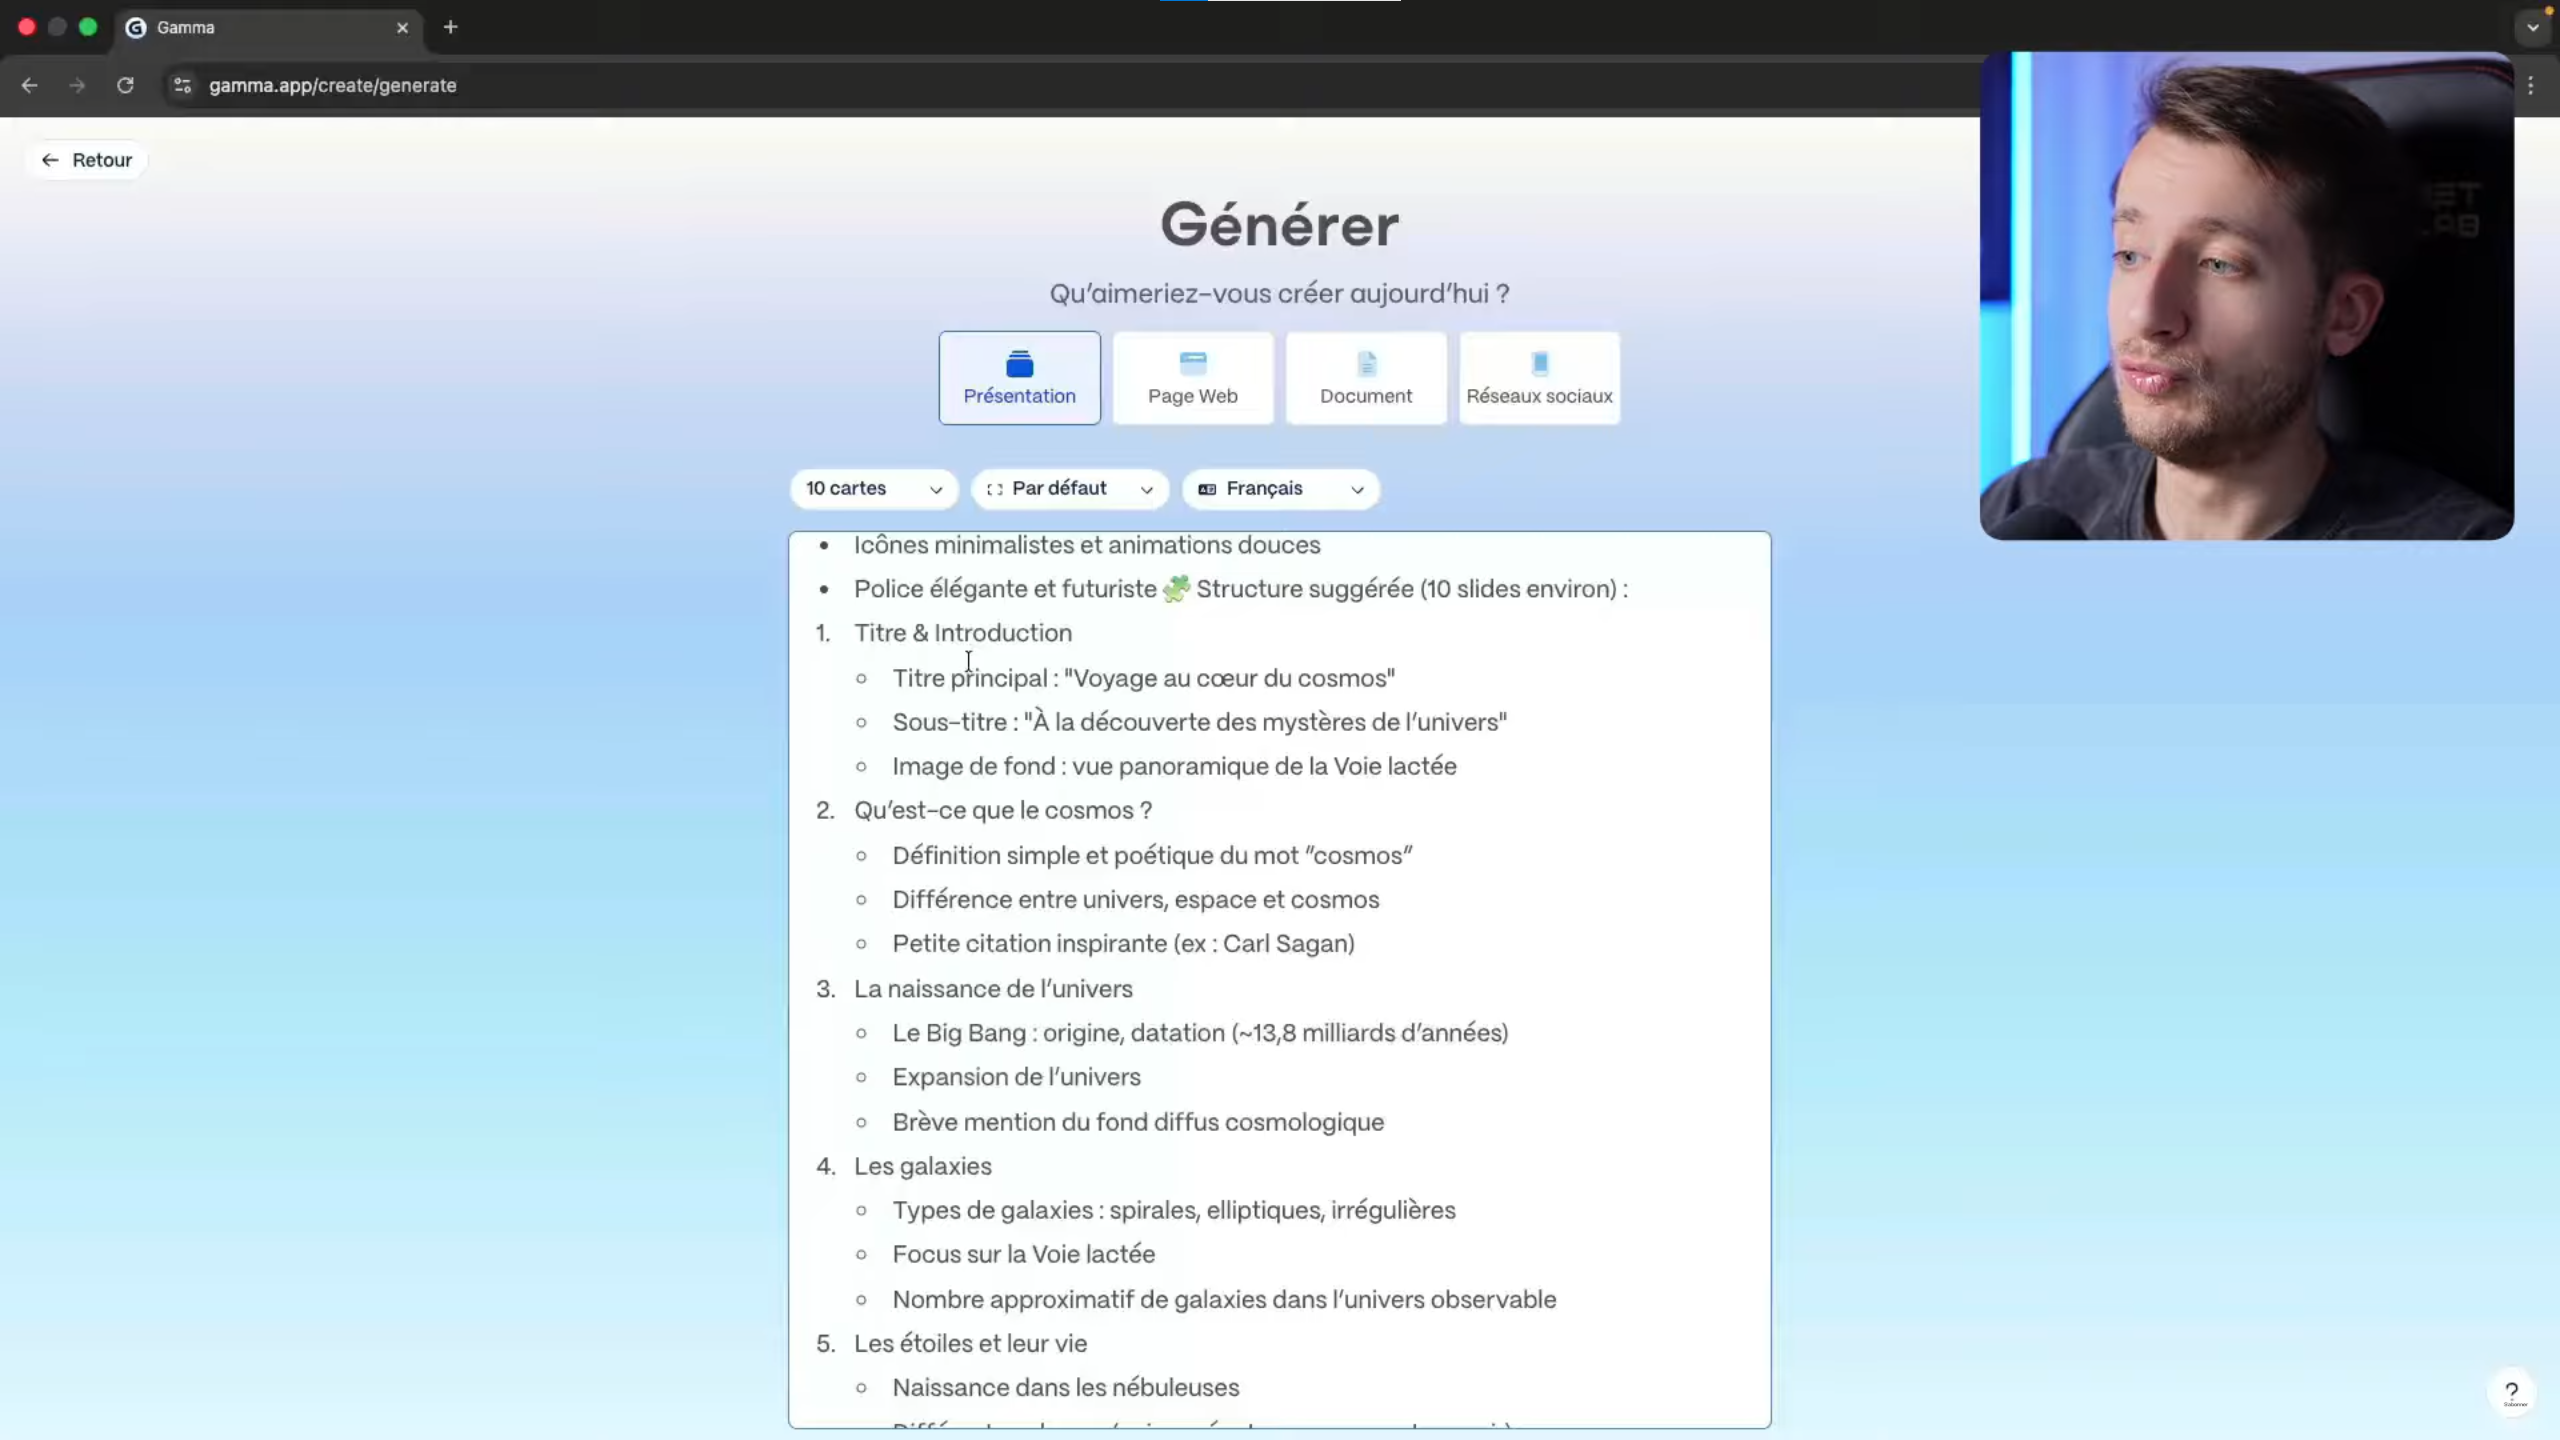 Gamma
gamma.app/create/generate
Retour
Générer
Qu'aimeriez-vous créer aujourd'hui ?
Présentation
Page Web
Document
Réseaux sociaux
10 cartes
Par défaut
Français
• Icônes minimalistes et animations douces
• Police élégante et futuriste 🧩 Structure suggérée (10 slides environ) :
1. Titre & Introduction
Titre principal : "Voyage au cœur du cosmos"
Sous-titre : "À la découverte des mystères de l'univers"
Image de fond : vue panoramique de la Voie lactée
2. Qu'est-ce que le cosmos ?
Définition simple et poétique du mot "cosmos"
Différence entre univers, espace et cosmos
Petite citation inspirante (ex : Carl Sagan)
3. La naissance de l'univers
Le Big Bang : origine, datation (~13,8 milliards d'années)
Expansion de l'univers
Brève mention du fond diffus cosmologique
4. Les galaxies
Types de galaxies : spirales, elliptiques, irrégulières
Focus sur la Voie lactée
Nombre approximatif de galaxies dans l'univers observable
5. Les étoiles et leur vie
Naissance dans les nébuleuses
?